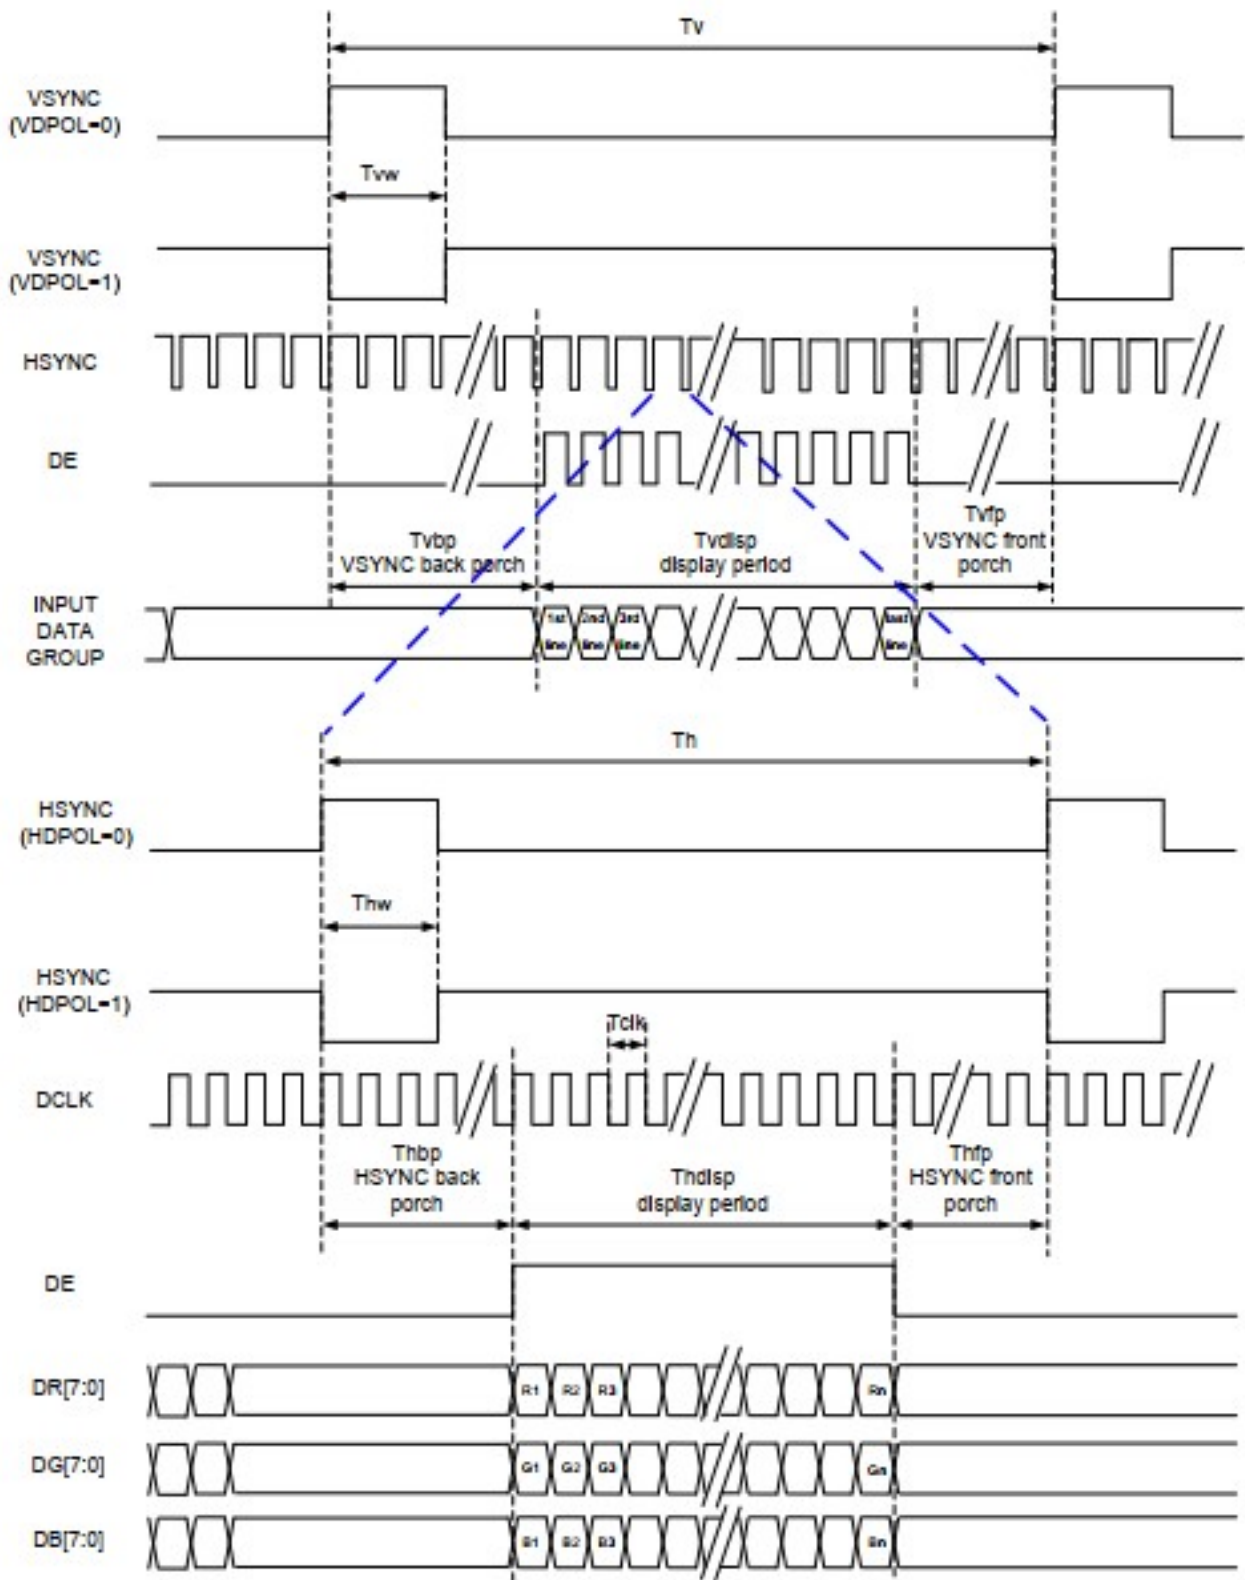 Tv
VSYNC
(VDPOL=0)
Tvw
VSYNC
(VDPOL=1)
HSYNC
DE
Tvbp
VSYNC back porch
Tvdisp
display period
Tvfp
VSYNC front
porch
INPUT
DATA
GROUP
1st
line
2nd
line
3rd
line
last
line
Th
HSYNC
(HDPOL=0)
Thw
HSYNC
(HDPOL=1)
Tclk
DCLK
Thbp
HSYNC back
porch
Thdisp
display period
Thfp
HSYNC front
porch
DE
DR[7:0]
R1 R2 R3 Rn
DG[7:0]
G1 G2 G3 Gn
DB[7:0]
B1 B2 B3 Bn